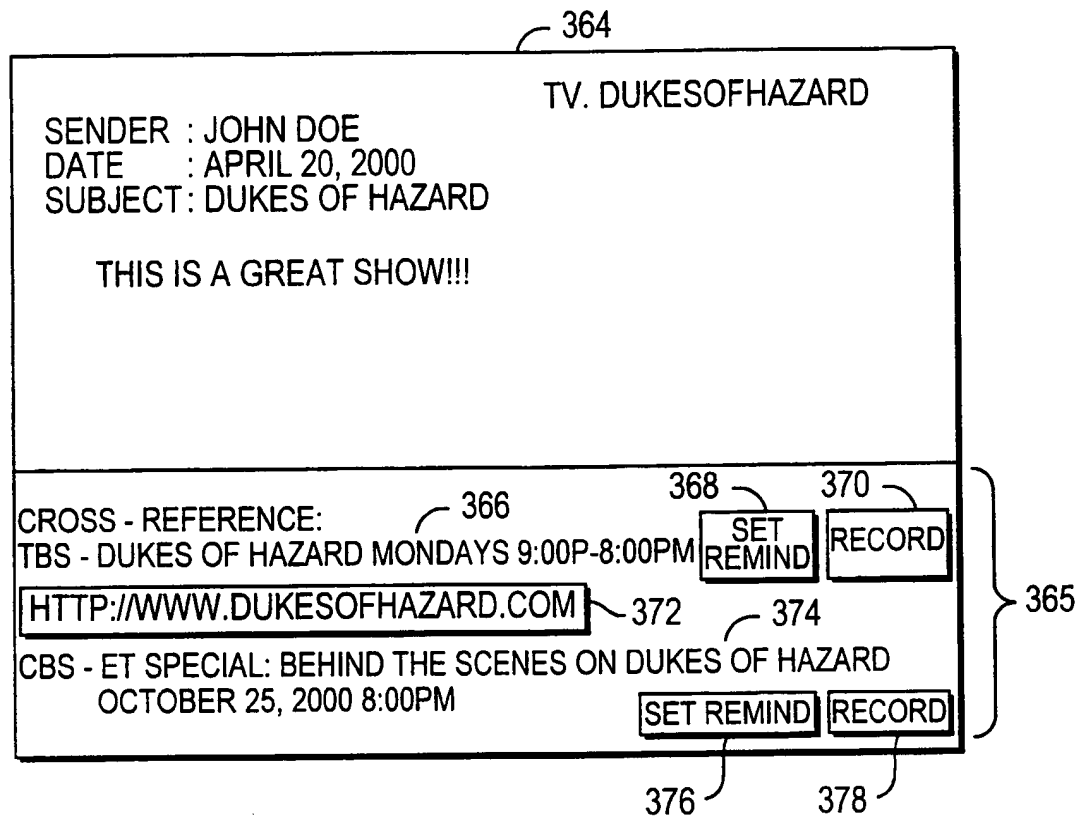 364
TV. DUKESOFHAZARD
SENDER : JOHN DOE
DATE : APRIL 20, 2000
SUBJECT : DUKES OF HAZARD
THIS IS A GREAT SHOW!!!
CROSS - REFERENCE:
366
368
370
TBS - DUKES OF HAZARD MONDAYS 9:00P-8:00PM
SET
REMIND
RECORD
365
HTTP://WWW.DUKESOFHAZARD.COM
372
374
CBS - ET SPECIAL: BEHIND THE SCENES ON DUKES OF HAZARD
OCTOBER 25, 2000 8:00PM
SET REMIND
RECORD
376
378